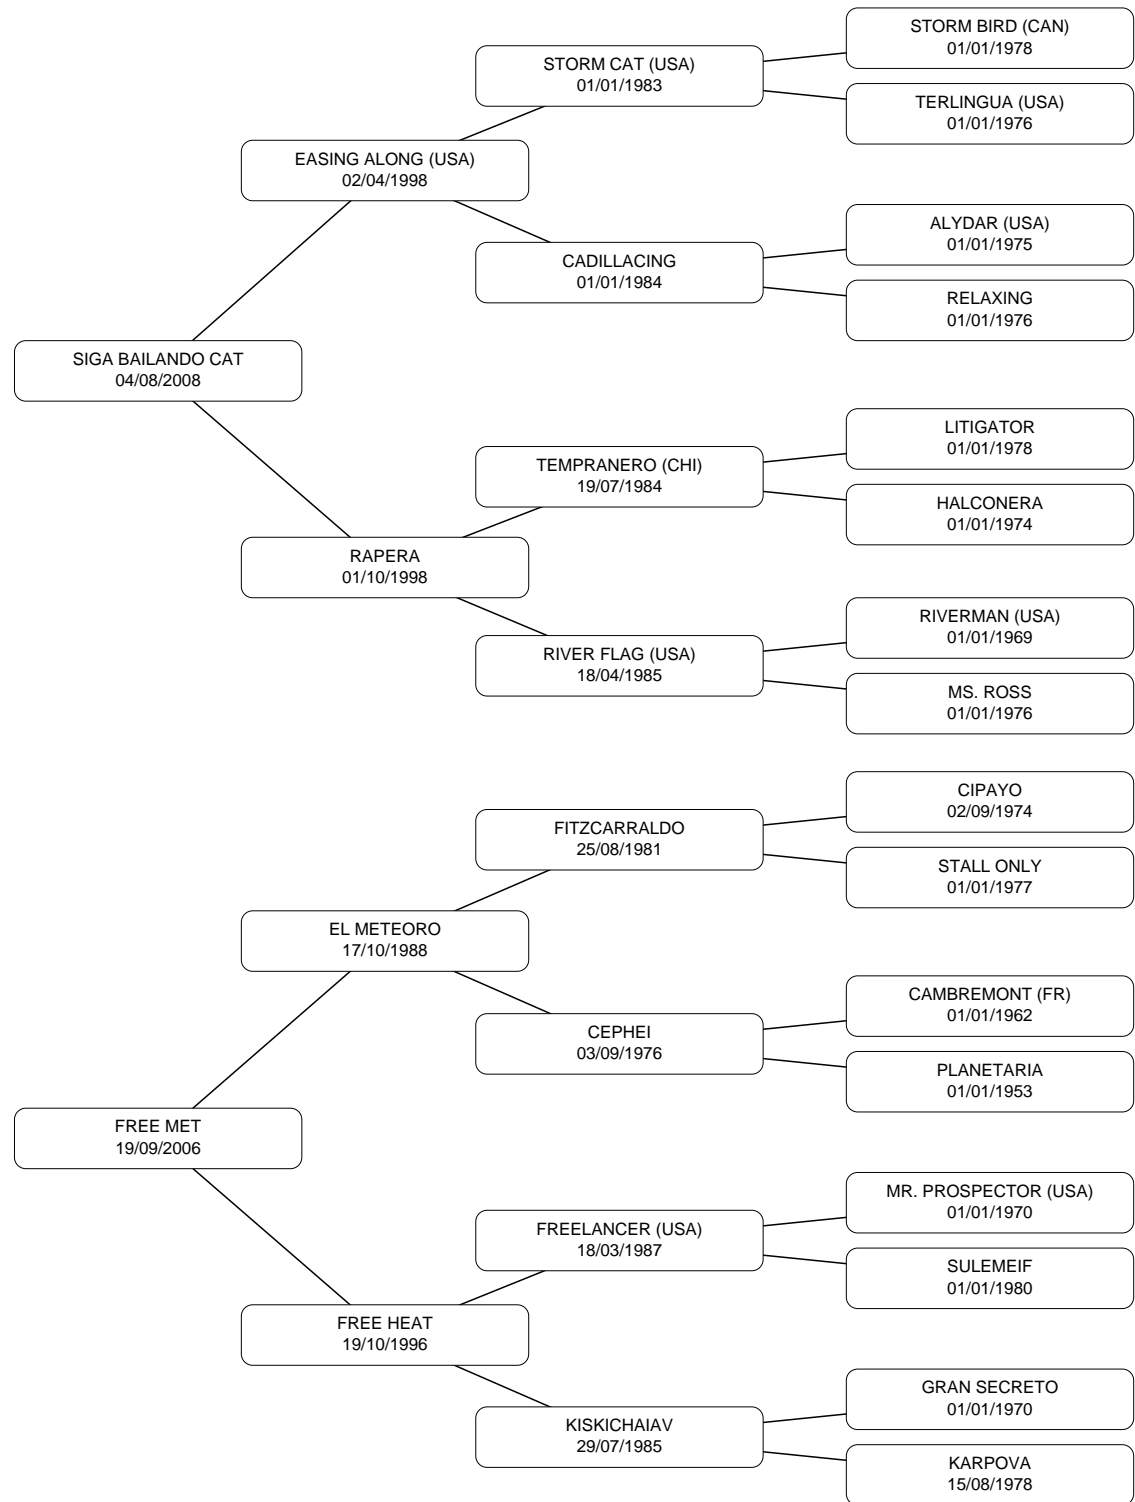 STORM BIRD (CAN)
01/01/1978
STORM CAT (USA)
01/01/1983
TERLINGUA (USA)
01/01/1976
EASING ALONG (USA)
02/04/1998
ALYDAR (USA)
01/01/1975
CADILLACING
01/01/1984
RELAXING
01/01/1976
SIGA BAILANDO CAT
04/08/2008
LITIGATOR
01/01/1978
TEMPRANERO (CHI)
19/07/1984
HALCONERA
01/01/1974
RAPERA
01/10/1998
RIVERMAN (USA)
01/01/1969
RIVER FLAG (USA)
18/04/1985
MS. ROSS
01/01/1976
CIPAYO
02/09/1974
FITZCARRALDO
25/08/1981
STALL ONLY
01/01/1977
EL METEORO
17/10/1988
CAMBREMONT (FR)
01/01/1962
CEPHEI
03/09/1976
PLANETARIA
01/01/1953
FREE MET
19/09/2006
MR. PROSPECTOR (USA)
01/01/1970
FREELANCER (USA)
18/03/1987
SULEMEIF
01/01/1980
FREE HEAT
19/10/1996
GRAN SECRETO
01/01/1970
KISKICHAIAV
29/07/1985
KARPOVA
15/08/1978